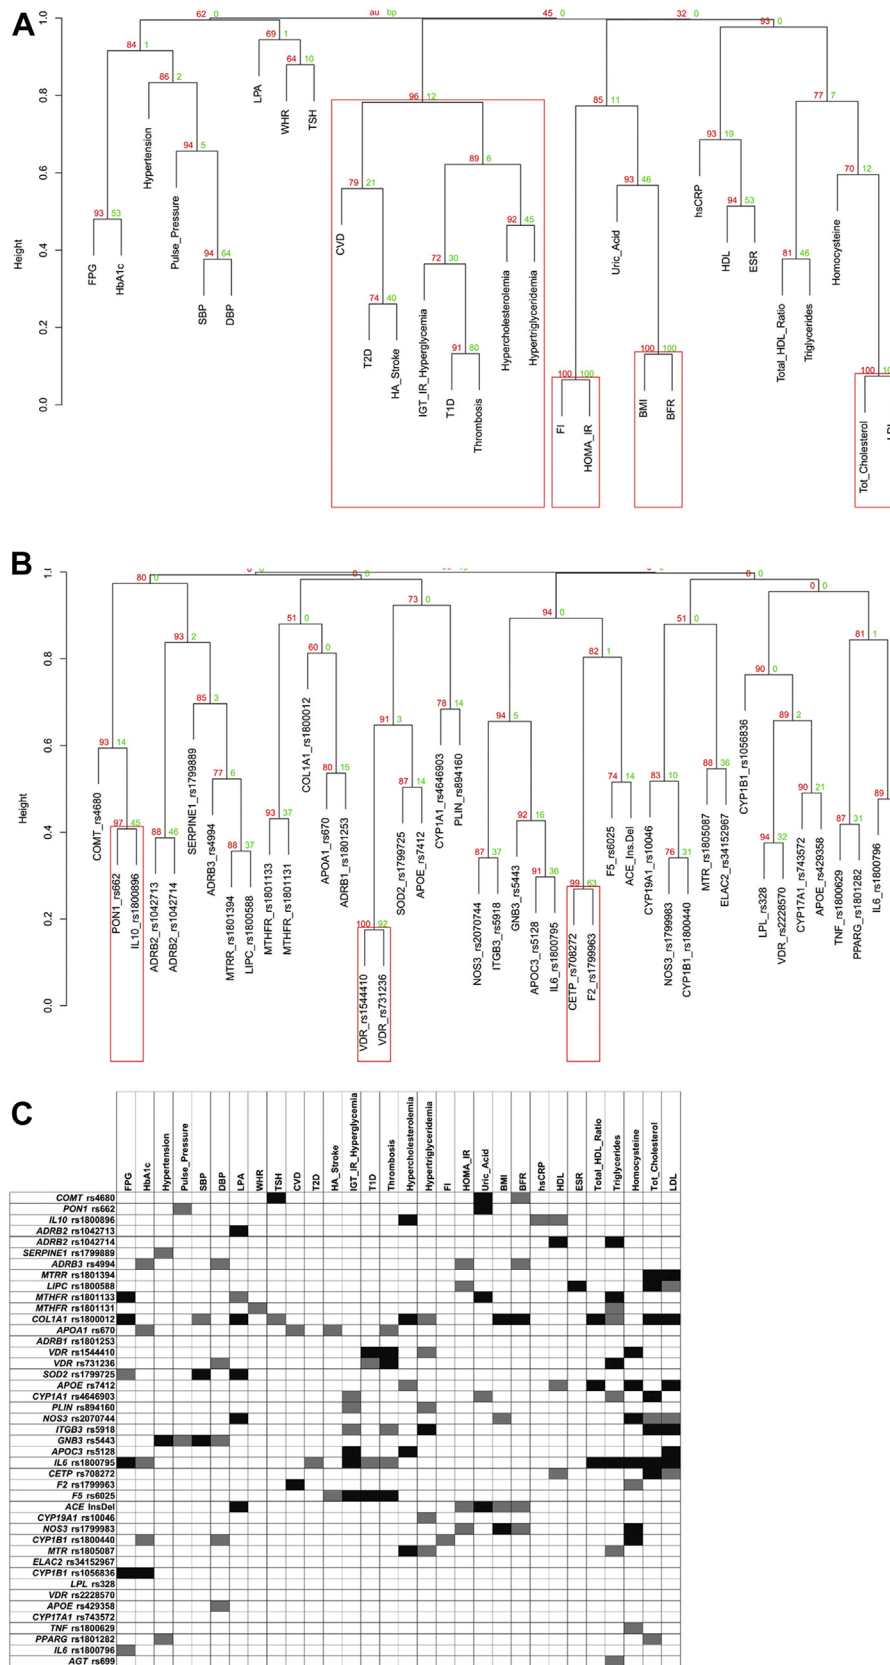 A
1.0
0.8
0.6
0.4
0.2
0.0
Height
au bp
62 0
45 0
32 0
84 1
69 1
93 0
86 2
64 10
96 12
85 11
77 7
94 5
79 21
89 6
93 46
93 19
70 12
93 53
94 64
92 45
94 53
72 30
81 46
74 40
91 80
100 100
100 100
100
FPG
HbA1c
Hypertension
Pulse_Pressure
SBP
DBP
LPA
WHR
TSH
CVD
T2D
HA_Stroke
IGT_IR_Hyperglycemia
T1D
Thrombosis
Hypercholesterolemia
Hypertriglyceridemia
FI
HOMA_IR
Uric_Acid
BMI
BFR
hsCRP
HDL
ESR
Total_HDL_Ratio
Triglycerides
Homocysteine
Tot_Cholesterol
B
0.8
0.6
0.4
0.2
0.0
Height
80 0
0 0
0 0
0 0
93 2
51 0
73 0
94 0
51 0
81 1
60 0
82 1
85 3
90 0
93 14
91 3
78 14
94 5
89 2
77 6
80 15
87 14
74 14
83 10
88 36
90 21
89
97 45
88 46
93 37
92 16
87 31
88 37
87 37
91 36
76 31
94 32
100 92
99 63
COMT_rs4680
PON1_rs662
IL10_rs1800896
ADRB2_rs1042713
ADRB2_rs1042714
SERPINE1_rs1799889
ADRB3_rs4994
MTRR_rs1801394
LIPC_rs1800588
MTHFR_rs1801133
MTHFR_rs1801131
COL1A1_rs1800012
APOA1_rs670
ADRB1_rs1801253
VDR_rs1544410
VDR_rs731236
SOD2_rs1799725
APOE_rs7412
CYP1A1_rs4646903
PLIN_rs894160
NOS3_rs2070744
ITGB3_rs5918
GNB3_rs5443
APOC3_rs5128
IL6_rs1800795
CETP_rs708272
F2_rs1799963
F5_rs6025
ACE_Ins.Del
CYP19A1_rs10046
NOS3_rs1799983
CYP1B1_rs1800440
MTR_rs1805087
ELAC2_rs34152967
CYP1B1_rs1056836
LPL_rs328
VDR_rs2228570
CYP17A1_rs743572
APOE_rs429358
TNF_rs1800629
PPARG_rs1801282
IL6_rs1800796
C
FPG
HbA1c
Hypertension
Pulse_Pressure
SBP
DBP
LPA
WHR
TSH
CVD
T2D
HA_Stroke
IGT_IR_Hyperglycemia
T1D
Thrombosis
Hypercholesterolemia
Hypertriglyceridemia
FI
HOMA_IR
Uric_Acid
BMI
BFR
hsCRP
HDL
ESR
Total_HDL_Ratio
Triglycerides
Homocysteine
Tot_Cholesterol
LDL
COMT rs4680
PON1 rs662
IL10 rs1800896
ADRB2 rs1042713
ADRB2 rs1042714
SERPINE1 rs1799889
ADRB3 rs4994
MTRR rs1801394
LIPC rs1800588
MTHFR rs1801133
MTHFR rs1801131
COL1A1 rs1800012
APOA1 rs670
ADRB1 rs1801253
VDR rs1544410
VDR rs731236
SOD2 rs1799725
APOE rs7412
CYP1A1 rs4646903
PLIN rs894160
NOS3 rs2070744
ITGB3 rs5918
GNB3 rs5443
APOC3 rs5128
IL6 rs1800795
CETP rs708272
F2 rs1799963
F5 rs6025
ACE InsDel
CYP19A1 rs10046
NOS3 rs1799983
CYP1B1 rs1800440
MTR rs1805087
ELAC2 rs34152967
CYP1B1 rs1056836
LPL rs328
VDR rs2228570
APOE rs429358
CYP17A1 rs743572
TNF rs1800629
PPARG rs1801282
IL6 rs1800796
AGT rs699